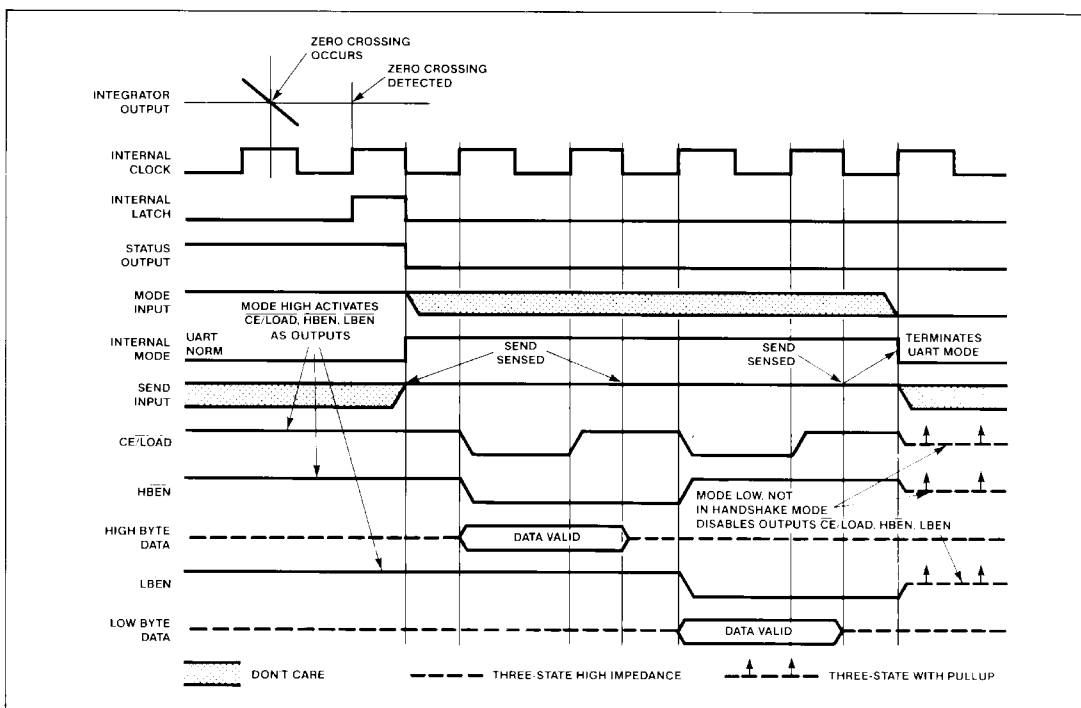 ZERO CROSSING
OCCURS
ZERO CROSSING
DETECTED
INTEGRATOR
OUTPUT
INTERNAL
CLOCK
INTERNAL
LATCH
STATUS
OUTPUT
MODE
INPUT
MODE HIGH ACTIVATES
CE/LOAD, HBEN, LBEN
AS OUTPUTS
INTERNAL
MODE
UART
NORM
SEND
SENSED
SEND
SENSED
TERMINATES
UART MODE
SEND
INPUT
CE/LOAD
HBEN
MODE LOW, NOT
IN HANDSHAKE MODE
DISABLES OUTPUTS CE/LOAD, HBEN, LBEN
HIGH BYTE
DATA
DATA VALID
LBEN
LOW BYTE
DATA
DATA VALID
DON'T CARE
THREE-STATE HIGH IMPEDANCE
THREE-STATE WITH PULLUP